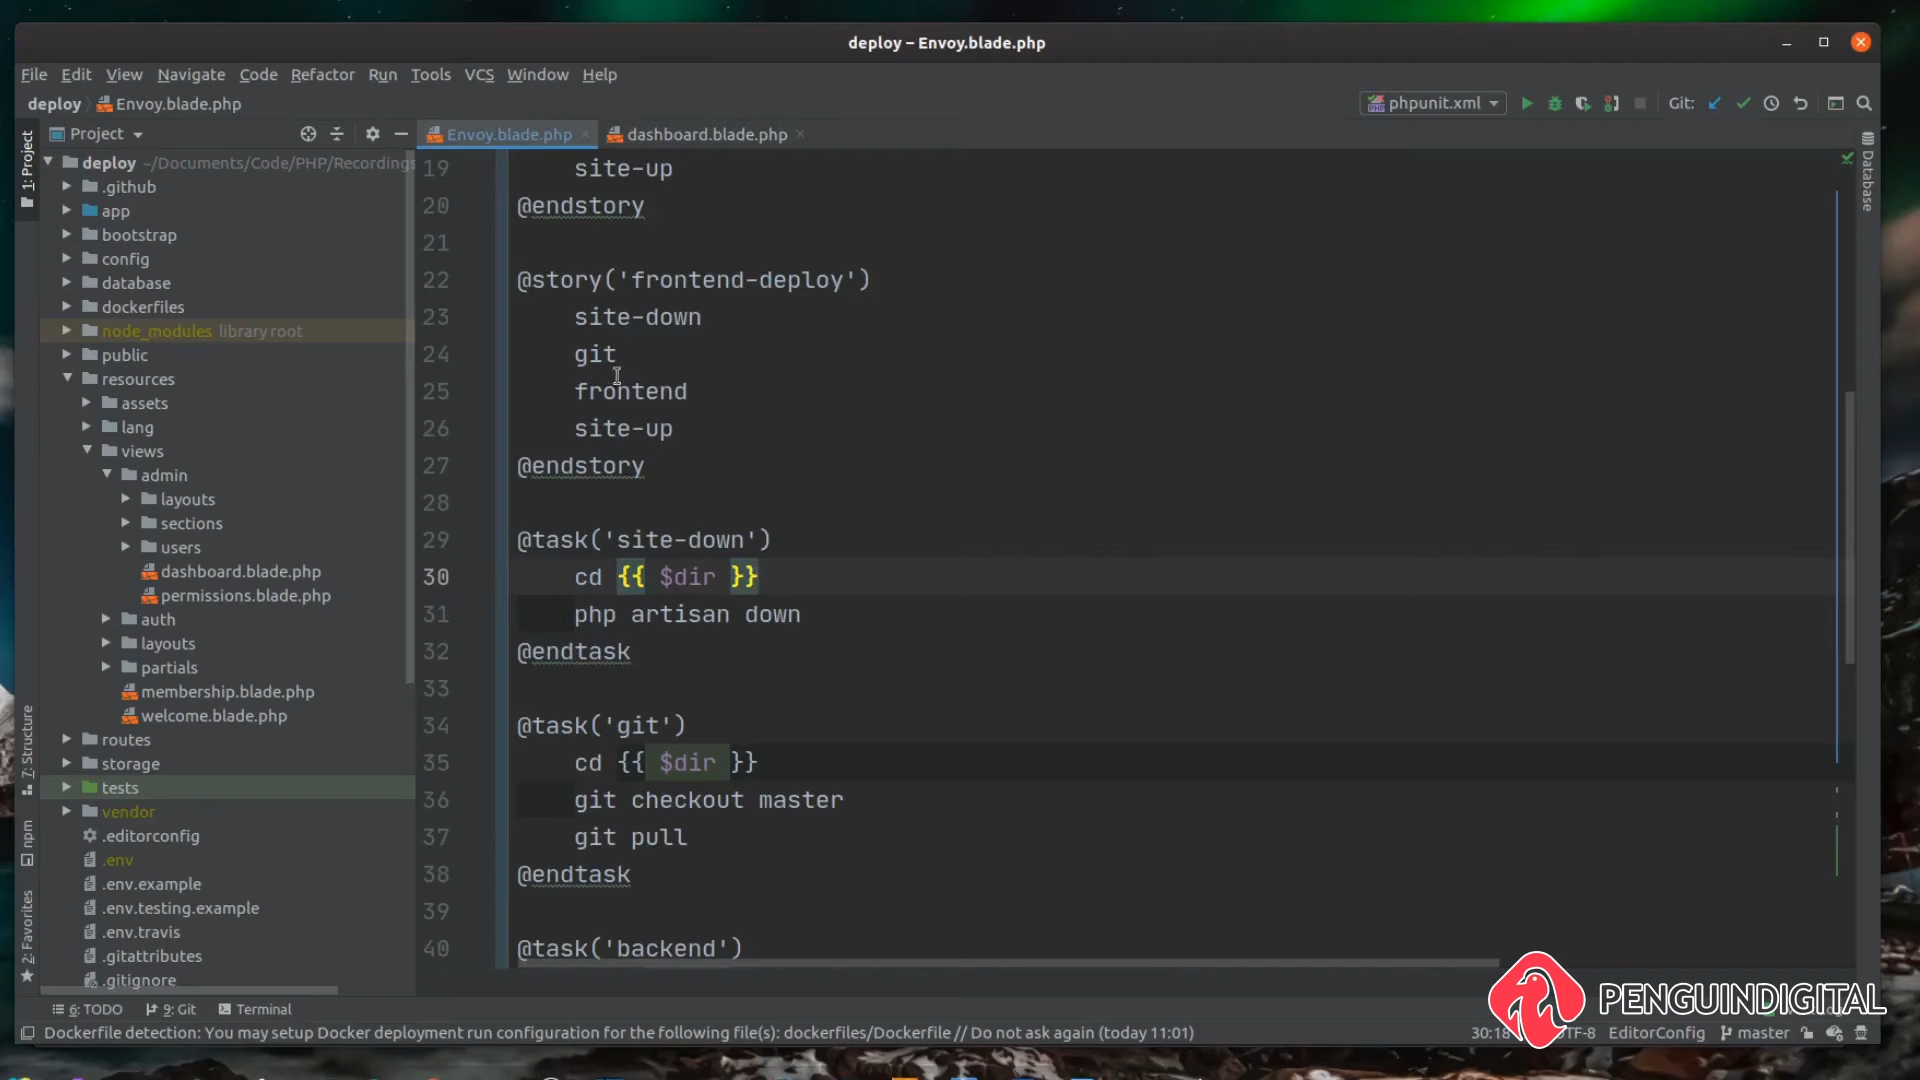 deploy – Envoy.blade.php
File Edit View Navigate Code Refactor Run Tools VCS Window Help
deploy Envoy.blade.php phpunit.xml Git:
Project
Envoy.blade.php dashboard.blade.php
1: Project
7: Structure
npm
2: Favorites
Database
deploy ~/Documents/Code/PHP/Recordings
.github
app
bootstrap
config
database
dockerfiles
node_modules library root
public
resources
assets
lang
views
admin
layouts
sections
users
dashboard.blade.php
permissions.blade.php
auth
layouts
partials
membership.blade.php
welcome.blade.php
routes
storage
tests
vendor
.editorconfig
.env
.env.example
.env.testing.example
.env.travis
.gitattributes
.gitignore
19 site-up
20 @endstory
21
22 @story('frontend-deploy')
23 site-down
24 git
25 frontend
26 site-up
27 @endstory
28
29 @task('site-down')
30 cd {{ $dir }}
31 php artisan down
32 @endtask
33
34 @task('git')
35 cd {{ $dir }}
36 git checkout master
37 git pull
38 @endtask
39
40 @task('backend')
PENGUINDIGITAL
6: TODO 9: Git Terminal
Dockerfile detection: You may setup Docker deployment run configuration for the following file(s): dockerfiles/Dockerfile // Do not ask again (today 11:01) 30:18 TF-8 EditorConfig master